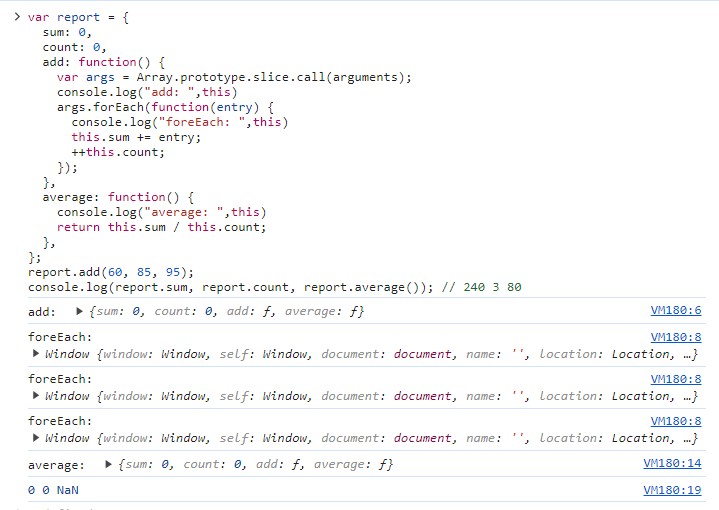 > var report = {
sum: 0,
count: 0,
add: function() {
var args = Array.prototype.slice.call(arguments);
console.log("add: ",this)
args.forEach(function(entry) {
console.log("foreEach: ",this)
this.sum += entry;
++this.count;
});
},
average: function() {
console.log("average: ",this)
return this.sum / this.count;
},
};
report.add(60, 85, 95);
console.log(report.sum, report.count, report.average()); // 240 3 80
add: ▶ {sum: 0, count: 0, add: ƒ, average: ƒ} VM180:6
foreEach: VM180:8
▶ Window {window: Window, self: Window, document: document, name: '', location: Location, …}
foreEach: VM180:8
▶ Window {window: Window, self: Window, document: document, name: '', location: Location, …}
foreEach: VM180:8
▶ Window {window: Window, self: Window, document: document, name: '', location: Location, …}
average: ▶ {sum: 0, count: 0, add: ƒ, average: ƒ} VM180:14
0 0 NaN VM180:19